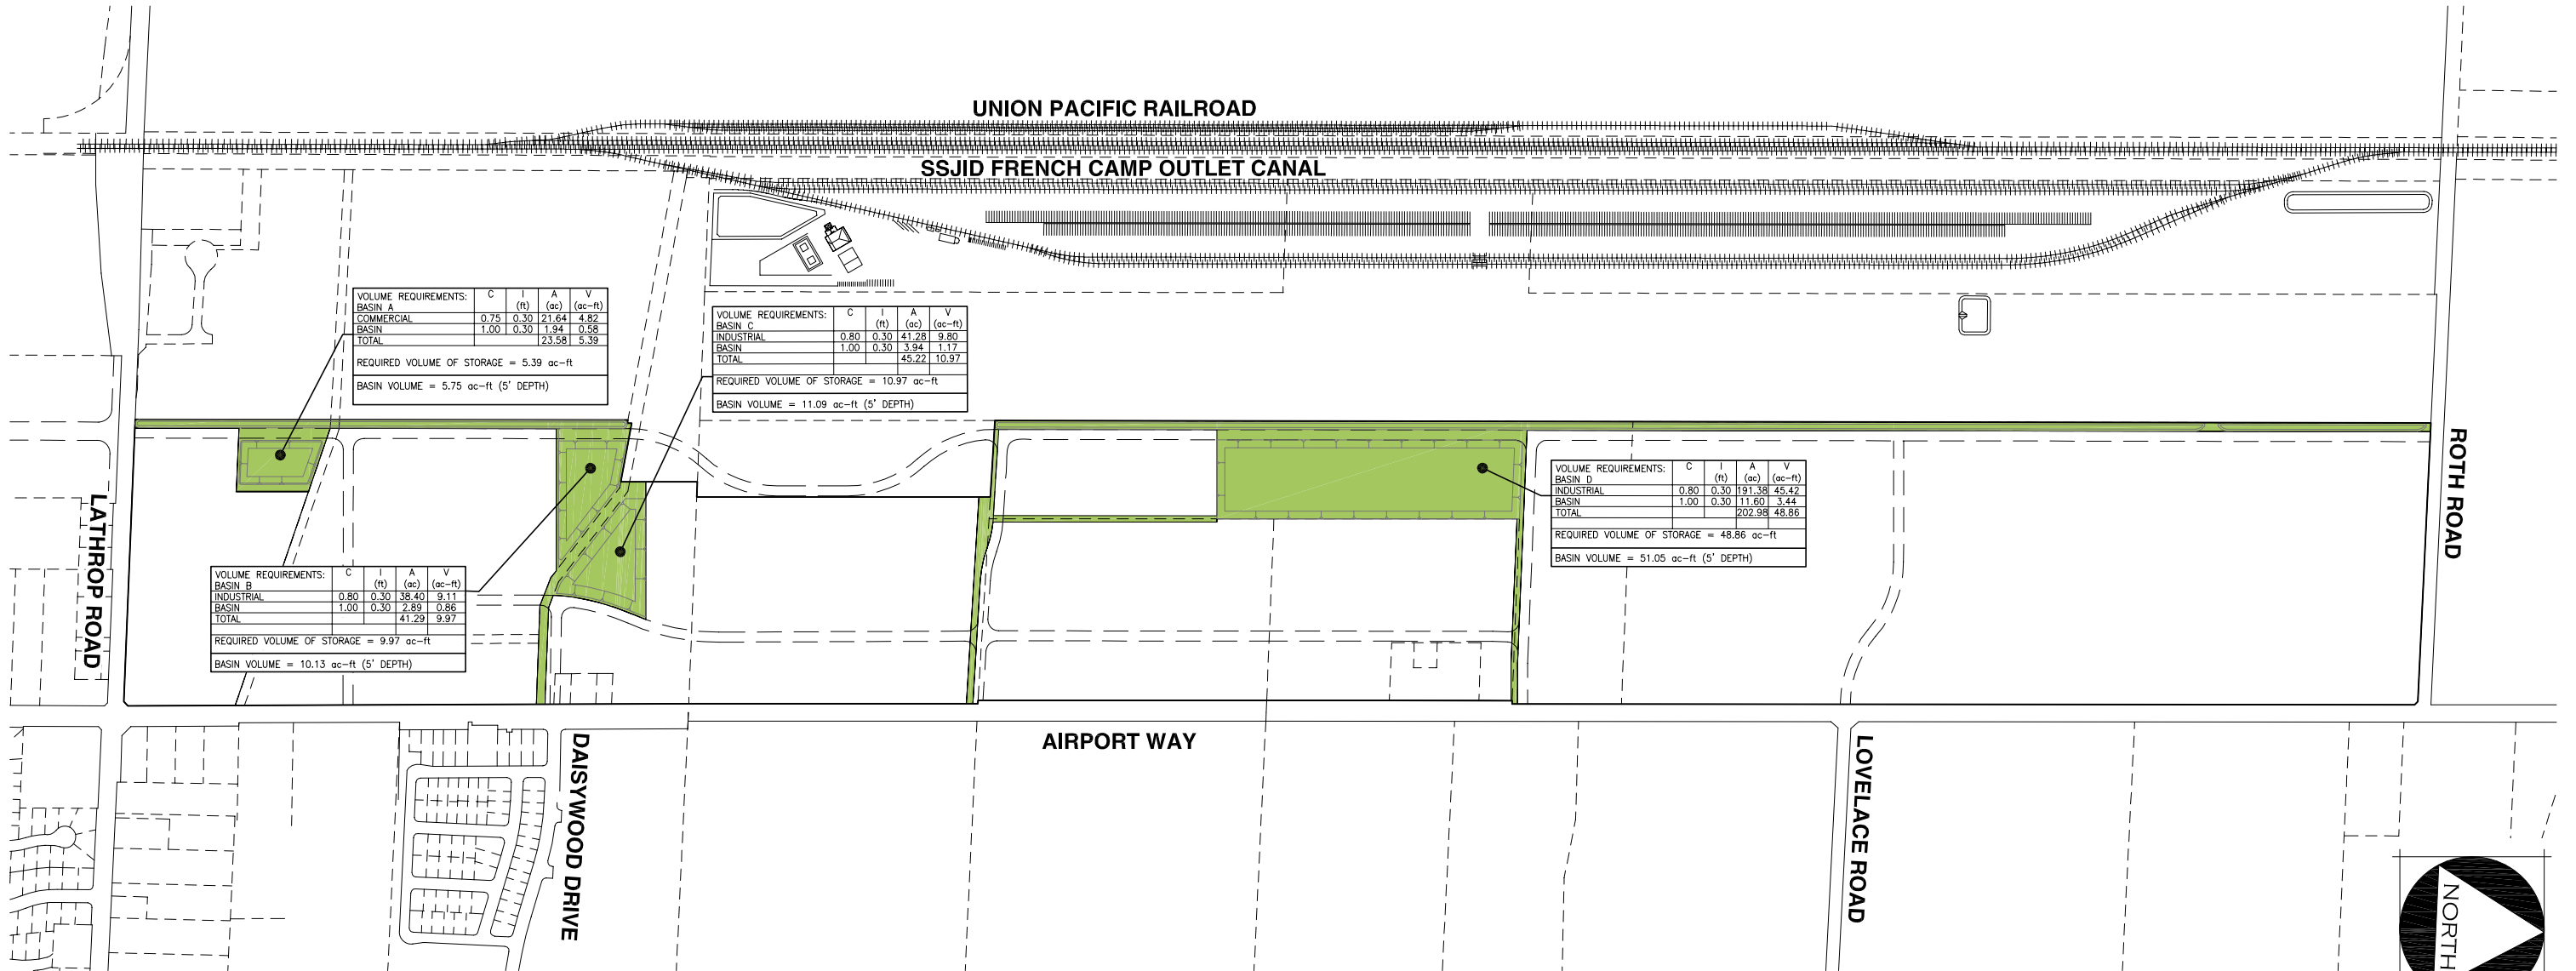 UNION PACIFIC RAILROAD
SSJID FRENCH CAMP OUTLET CANAL
VOLUME REQUIREMENTS: C I A V
BASIN A (ft) (ac) (ac-ft)
COMMERCIAL 0.75 0.30 21.64 4.82
BASIN 1.00 0.30 1.94 0.58
TOTAL 23.58 5.39
REQUIRED VOLUME OF STORAGE = 5.39 ac-ft
BASIN VOLUME = 5.75 ac-ft (5' DEPTH)
VOLUME REQUIREMENTS: C I A V
BASIN C (ft) (ac) (ac-ft)
INDUSTRIAL 0.80 0.30 41.28 9.80
BASIN 1.00 0.30 3.94 1.17
TOTAL 45.22 10.97
REQUIRED VOLUME OF STORAGE = 10.97 ac-ft
BASIN VOLUME = 11.09 ac-ft (5' DEPTH)
VOLUME REQUIREMENTS: C I A V
BASIN D (ft) (ac) (ac-ft)
INDUSTRIAL 0.80 0.30 191.38 45.42
BASIN 1.00 0.30 11.60 3.44
TOTAL 202.98 48.86
REQUIRED VOLUME OF STORAGE = 48.86 ac-ft
BASIN VOLUME = 51.05 ac-ft (5' DEPTH)
VOLUME REQUIREMENTS: C I A V
BASIN B (ft) (ac) (ac-ft)
INDUSTRIAL 0.80 0.30 38.40 9.11
BASIN 1.00 0.30 2.89 0.86
TOTAL 41.29 9.97
REQUIRED VOLUME OF STORAGE = 9.97 ac-ft
BASIN VOLUME = 10.13 ac-ft (5' DEPTH)
LATHROP ROAD
ROTH ROAD
AIRPORT WAY
DAISYWOOD DRIVE
LOVELACE ROAD
NORTH